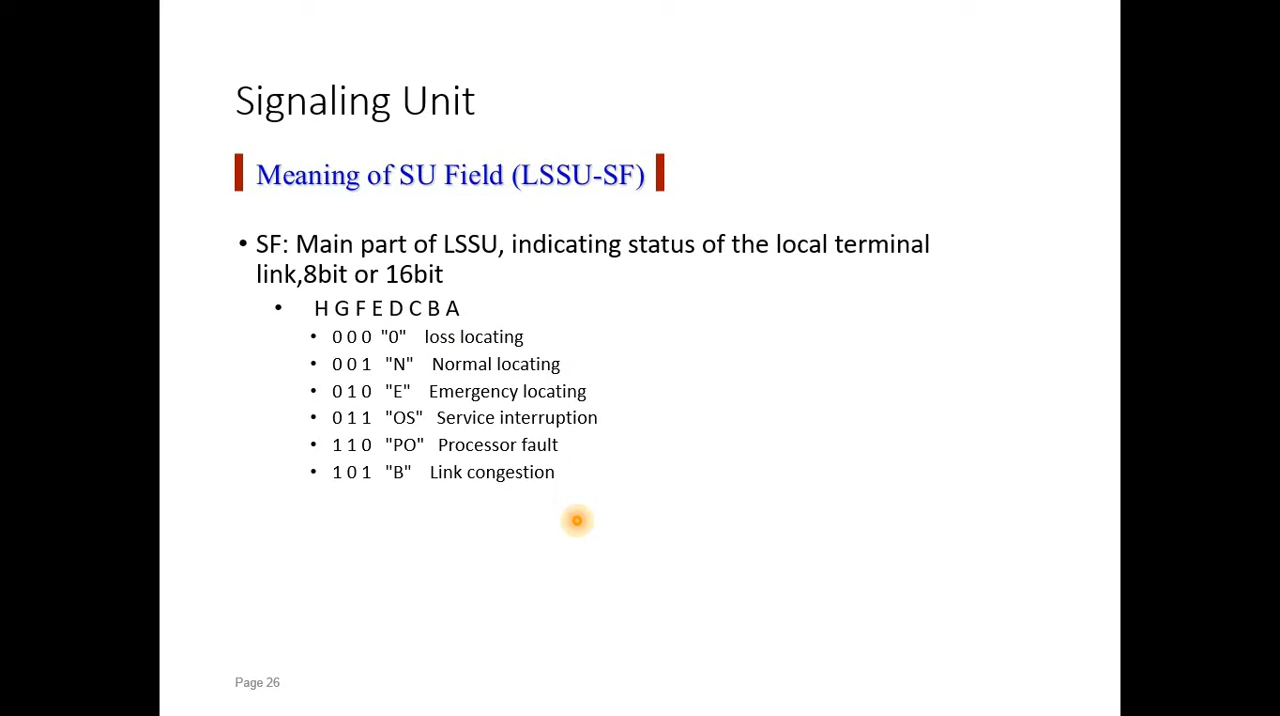 Signaling Unit
Meaning of SU Field (LSSU-SF)
• SF: Main part of LSSU, indicating status of the local terminal
link,8bit or 16bit
• H G F E D C B A
• 0 0 0 "0" loss locating
• 0 0 1 "N" Normal locating
• 0 1 0 "E" Emergency locating
• 0 1 1 "OS" Service interruption
• 1 1 0 "PO" Processor fault
• 1 0 1 "B" Link congestion
Page 26